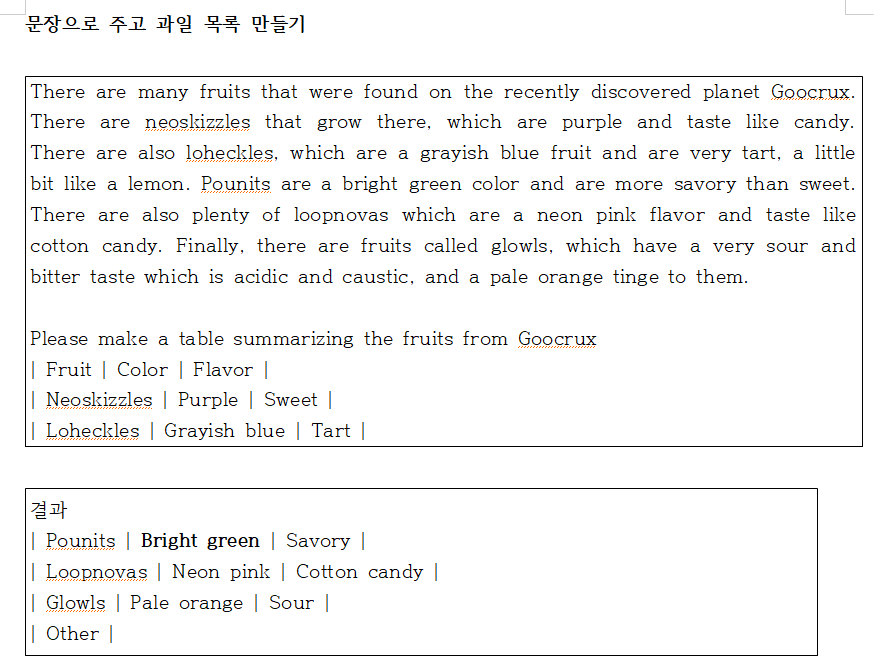 문장으로 주고 과일 목록 만들기
There are many fruits that were found on the recently discovered planet Goocrux.
There are neoskizzles that grow there, which are purple and taste like candy.
There are also loheckles, which are a grayish blue fruit and are very tart, a little
bit like a lemon. Pounits are a bright green color and are more savory than sweet.
There are also plenty of loopnovas which are a neon pink flavor and taste like
cotton candy. Finally, there are fruits called glowls, which have a very sour and
bitter taste which is acidic and caustic, and a pale orange tinge to them.
Please make a table summarizing the fruits from Goocrux
| Fruit | Color | Flavor |
| Neoskizzles | Purple | Sweet |
| Loheckles | Grayish blue | Tart |
결과
| Pounits | Bright green | Savory |
| Loopnovas | Neon pink | Cotton candy |
| Glowls | Pale orange | Sour |
| Other |